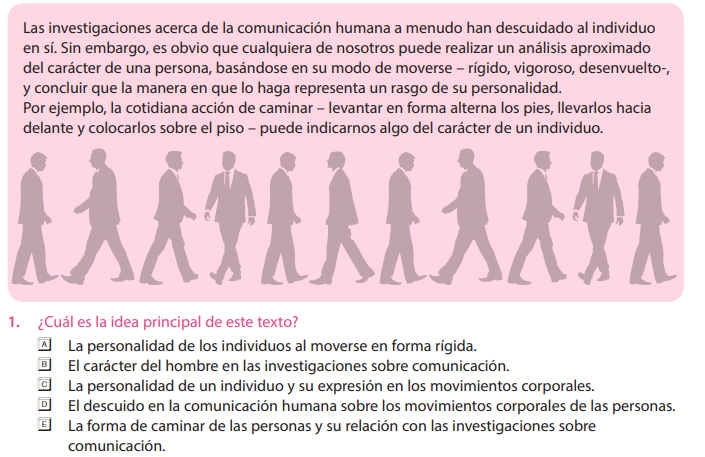 Las investigaciones acerca de la comunicación humana a menudo han descuidado al individuo
en sí. Sin embargo, es obvio que cualquiera de nosotros puede realizar un análisis aproximado
del carácter de una persona, basándose en su modo de moverse – rígido, vigoroso, desenvuelto-,
y concluir que la manera en que lo haga representa un rasgo de su personalidad.
Por ejemplo, la cotidiana acción de caminar – levantar en forma alterna los pies, llevarlos hacia
delante y colocarlos sobre el piso – puede indicarnos algo del carácter de un individuo.
1. ¿Cuál es la idea principal de este texto?
A La personalidad de los individuos al moverse en forma rígida.
B El carácter del hombre en las investigaciones sobre comunicación.
C La personalidad de un individuo y su expresión en los movimientos corporales.
D El descuido en la comunicación humana sobre los movimientos corporales de las personas.
E La forma de caminar de las personas y su relación con las investigaciones sobre
comunicación.